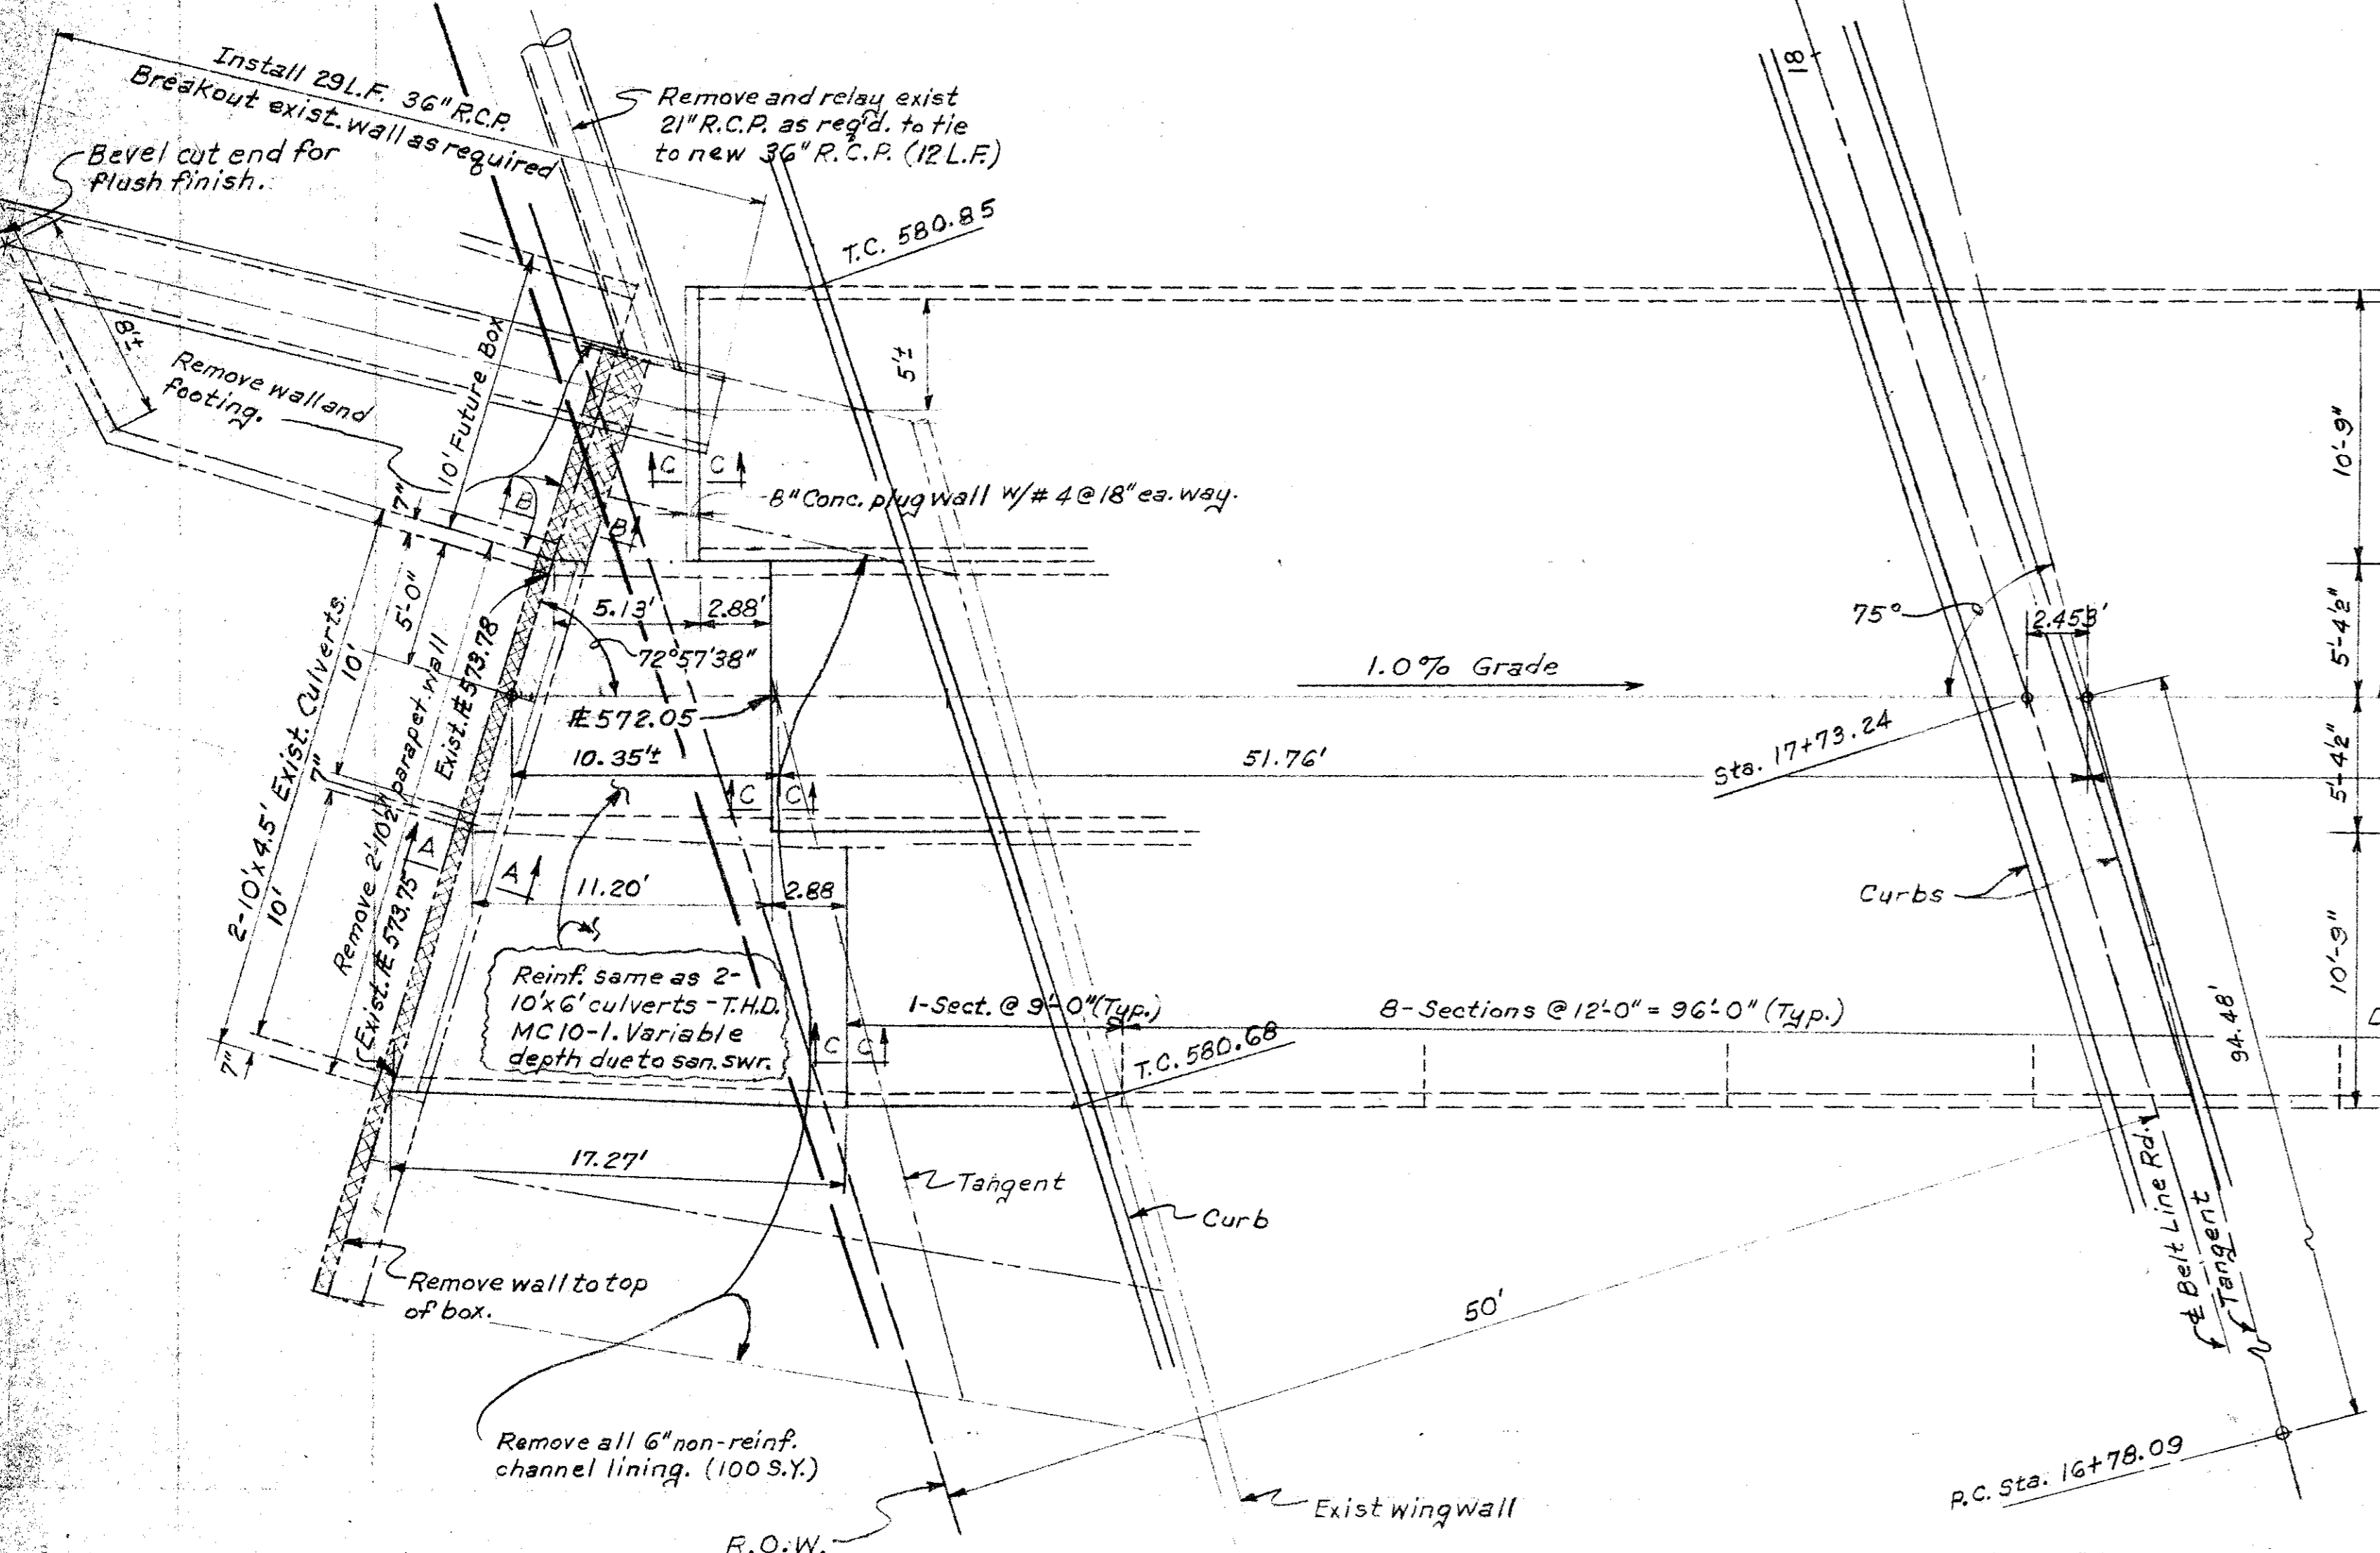 Install 29 L.F. 36" R.C.P.
Breakout exist. wall as required
Bevel cut end for
flush finish.
Remove and relay exist
21" R.C.P. as req'd. to tie
to new 36" R.C.P. (12 L.F.)
T.C. 580.85
18
8'±
Remove wall and
footing.
10' Future Box
5'±
10'-9"
C C
B
B
8" Conc. plug wall w/ # 4 @ 18" ea. way.
7"
5'-0"
10'
2-10'x4.5' Exist. Culverts.
7"
10'
7"
Remove 2'-10½" parapet wall
Exist. FL 573.78
Exist. FL 573.75
5.13'
2.88'
72°57'38"
75°
2.453'
5'-4½"
1.0% Grade
FL 572.05
10.35'±
51.76'
Sta. 17+73.24
5'-4½"
C C
A
A
11.20'
2.88
Curbs
10'-9"
Reinf. same as 2-
10'x6' culverts - T.H.D.
MC10-1. Variable
depth due to san. swr.
1-Sect. @ 9'-0" (Typ.)
8-Sections @ 12'-0" = 96'-0" (Typ.)
C C
T.C. 580.68
94.48'
17.27'
Tangent
Curb
℄ Belt Line Rd.
Tangent
Remove wall to top
of box.
50'
Remove all 6" non-reinf.
channel lining. (100 S.Y.)
P.C. Sta. 16+78.09
Exist wingwall
R.O.W.